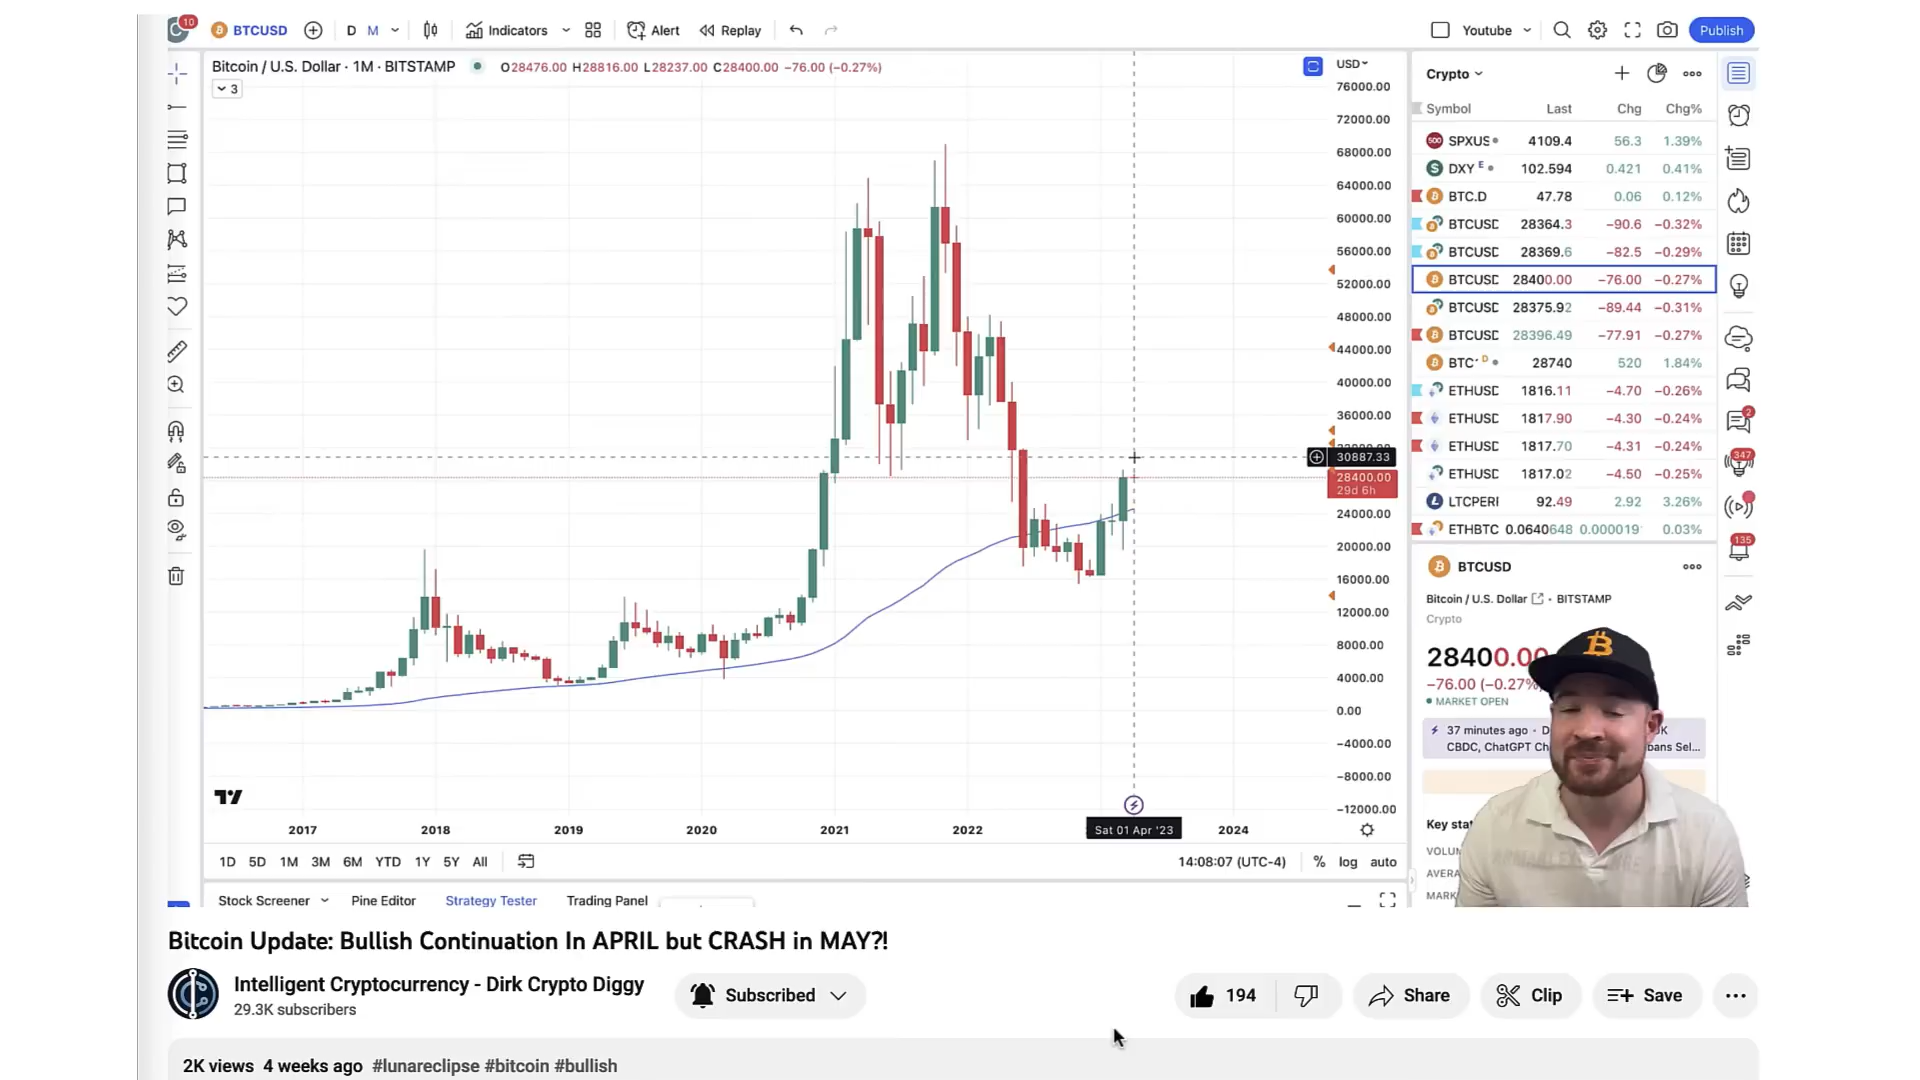 10
BTCUSD
D M
Indicators
Alert
Replay
Youtube
Publish
Bitcoin / U.S. Dollar · 1M · BITSTAMP
O28476.00 H28816.00 L28237.00 C28400.00 −76.00 (−0.27%)
3
USD
76000.00
72000.00
68000.00
64000.00
60000.00
56000.00
52000.00
48000.00
44000.00
40000.00
36000.00
30887.33
28400.00
29d 6h
24000.00
20000.00
16000.00
12000.00
8000.00
4000.00
0.00
−4000.00
−8000.00
−12000.00
2017 2018 2019 2020 2021 2022 Sat 01 Apr '23 2024
1D 5D 1M 3M 6M YTD 1Y 5Y All
14:08:07 (UTC-4) % log auto
Stock Screener Pine Editor Strategy Tester Trading Panel
Crypto
Symbol Last Chg Chg%
500 SPXUS 4109.4 56.3 1.39%
DXY E 102.594 0.421 0.41%
BTC.D 47.78 0.06 0.12%
BTCUSD 28364.3 −90.6 −0.32%
BTCUSD 28369.6 −82.5 −0.29%
BTCUSD 28400.00 −76.00 −0.27%
BTCUSD 28375.92 −89.44 −0.31%
BTCUSD 28396.49 −77.91 −0.27%
BTC D 28740 520 1.84%
ETHUSD 1816.11 −4.70 −0.26%
ETHUSD 1817.90 −4.30 −0.24%
ETHUSD 1817.70 −4.31 −0.24%
ETHUSD 1817.02 −4.50 −0.25%
LTCPERP 92.49 2.92 3.26%
ETHBTC 0.0640648 0.000019 0.03%
2
347
135
BTCUSD
Bitcoin / U.S. Dollar · BITSTAMP
Crypto
28400.00
−76.00 (−0.27%)
MARKET OPEN
37 minutes ago
CBDC, ChatGPT
bans Sel...
Key
Bitcoin Update: Bullish Continuation In APRIL but CRASH in MAY?!
Intelligent Cryptocurrency - Dirk Crypto Diggy
29.3K subscribers
Subscribed
194
Share
Clip
Save
2K views 4 weeks ago #lunareclipse #bitcoin #bullish